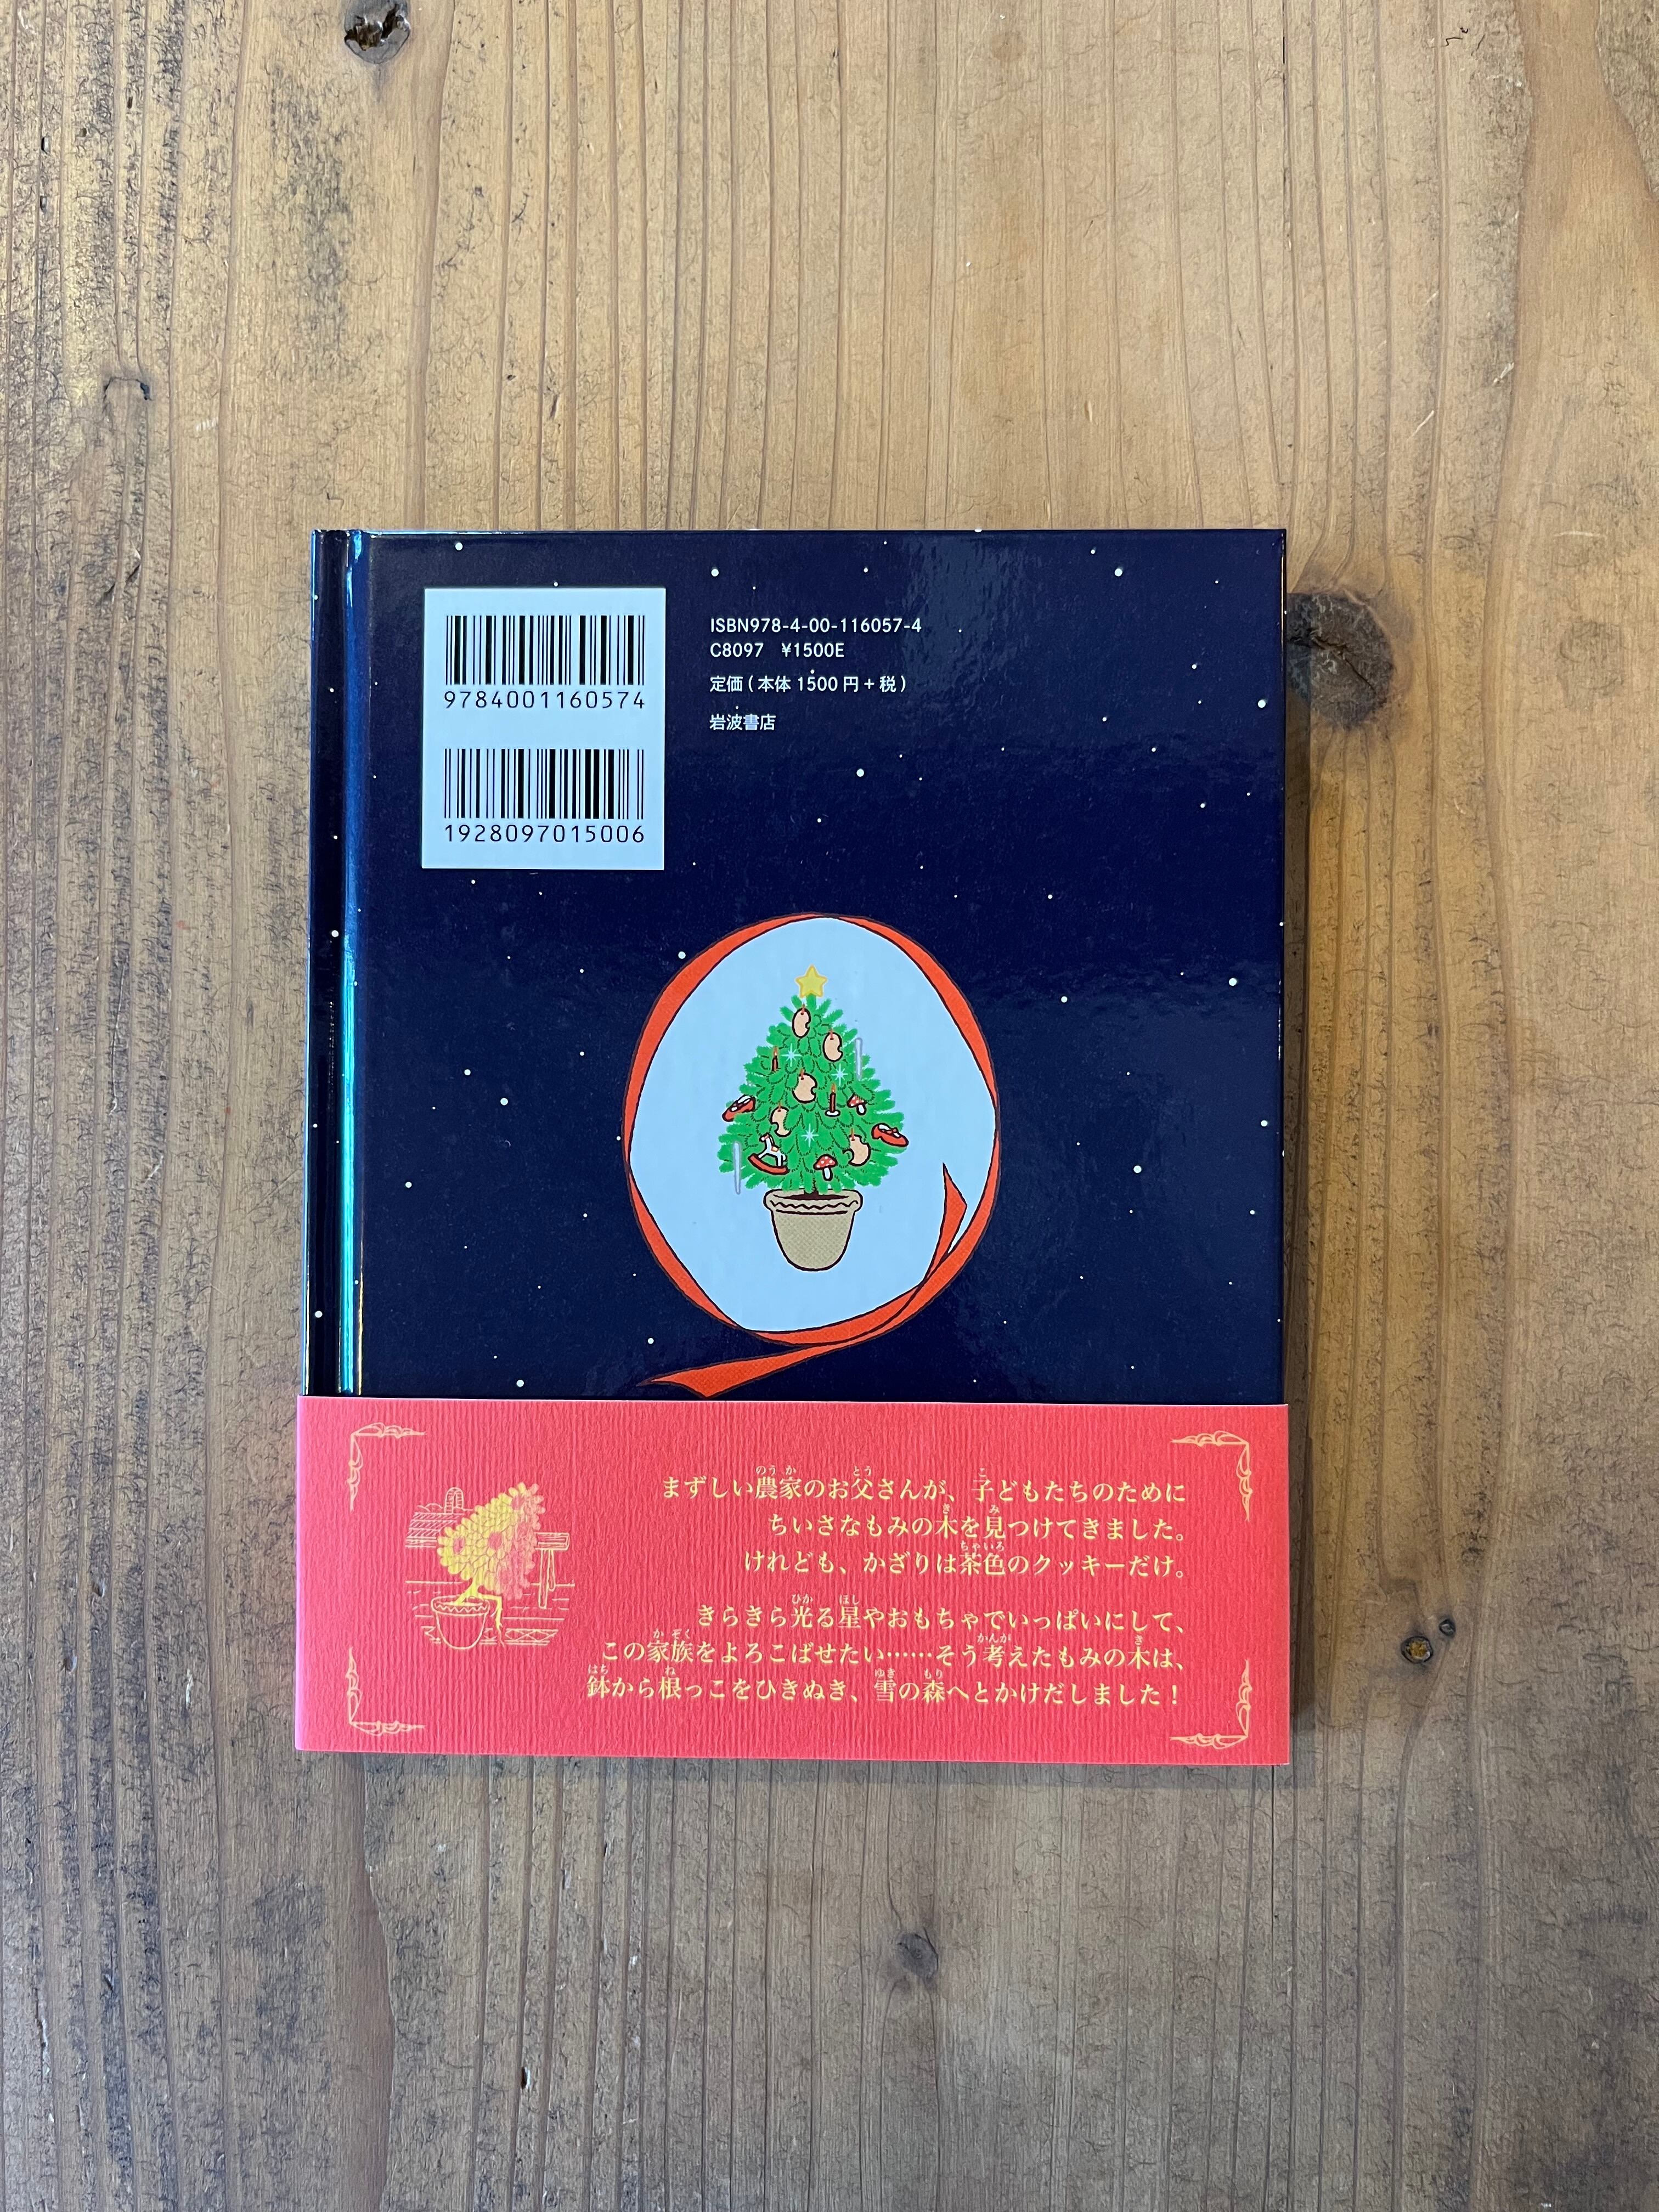 ISBN978-4-00-116057-4
C8097 ¥1500E
定価(本体1500円+税)
岩波書店
9784001160574
1928097015006
まずしい農家のお父さんが、子どもたちのために
ちいさなもみの木を見つけてきました。
けれども、かざりは茶色のクッキーだけ。
きらきら光る星やおもちゃでいっぱいにして、
この家族をよろこばせたい……そう考えたもみの木は、
鉢から根っこをひきぬき、雪の森へとかけだしました！